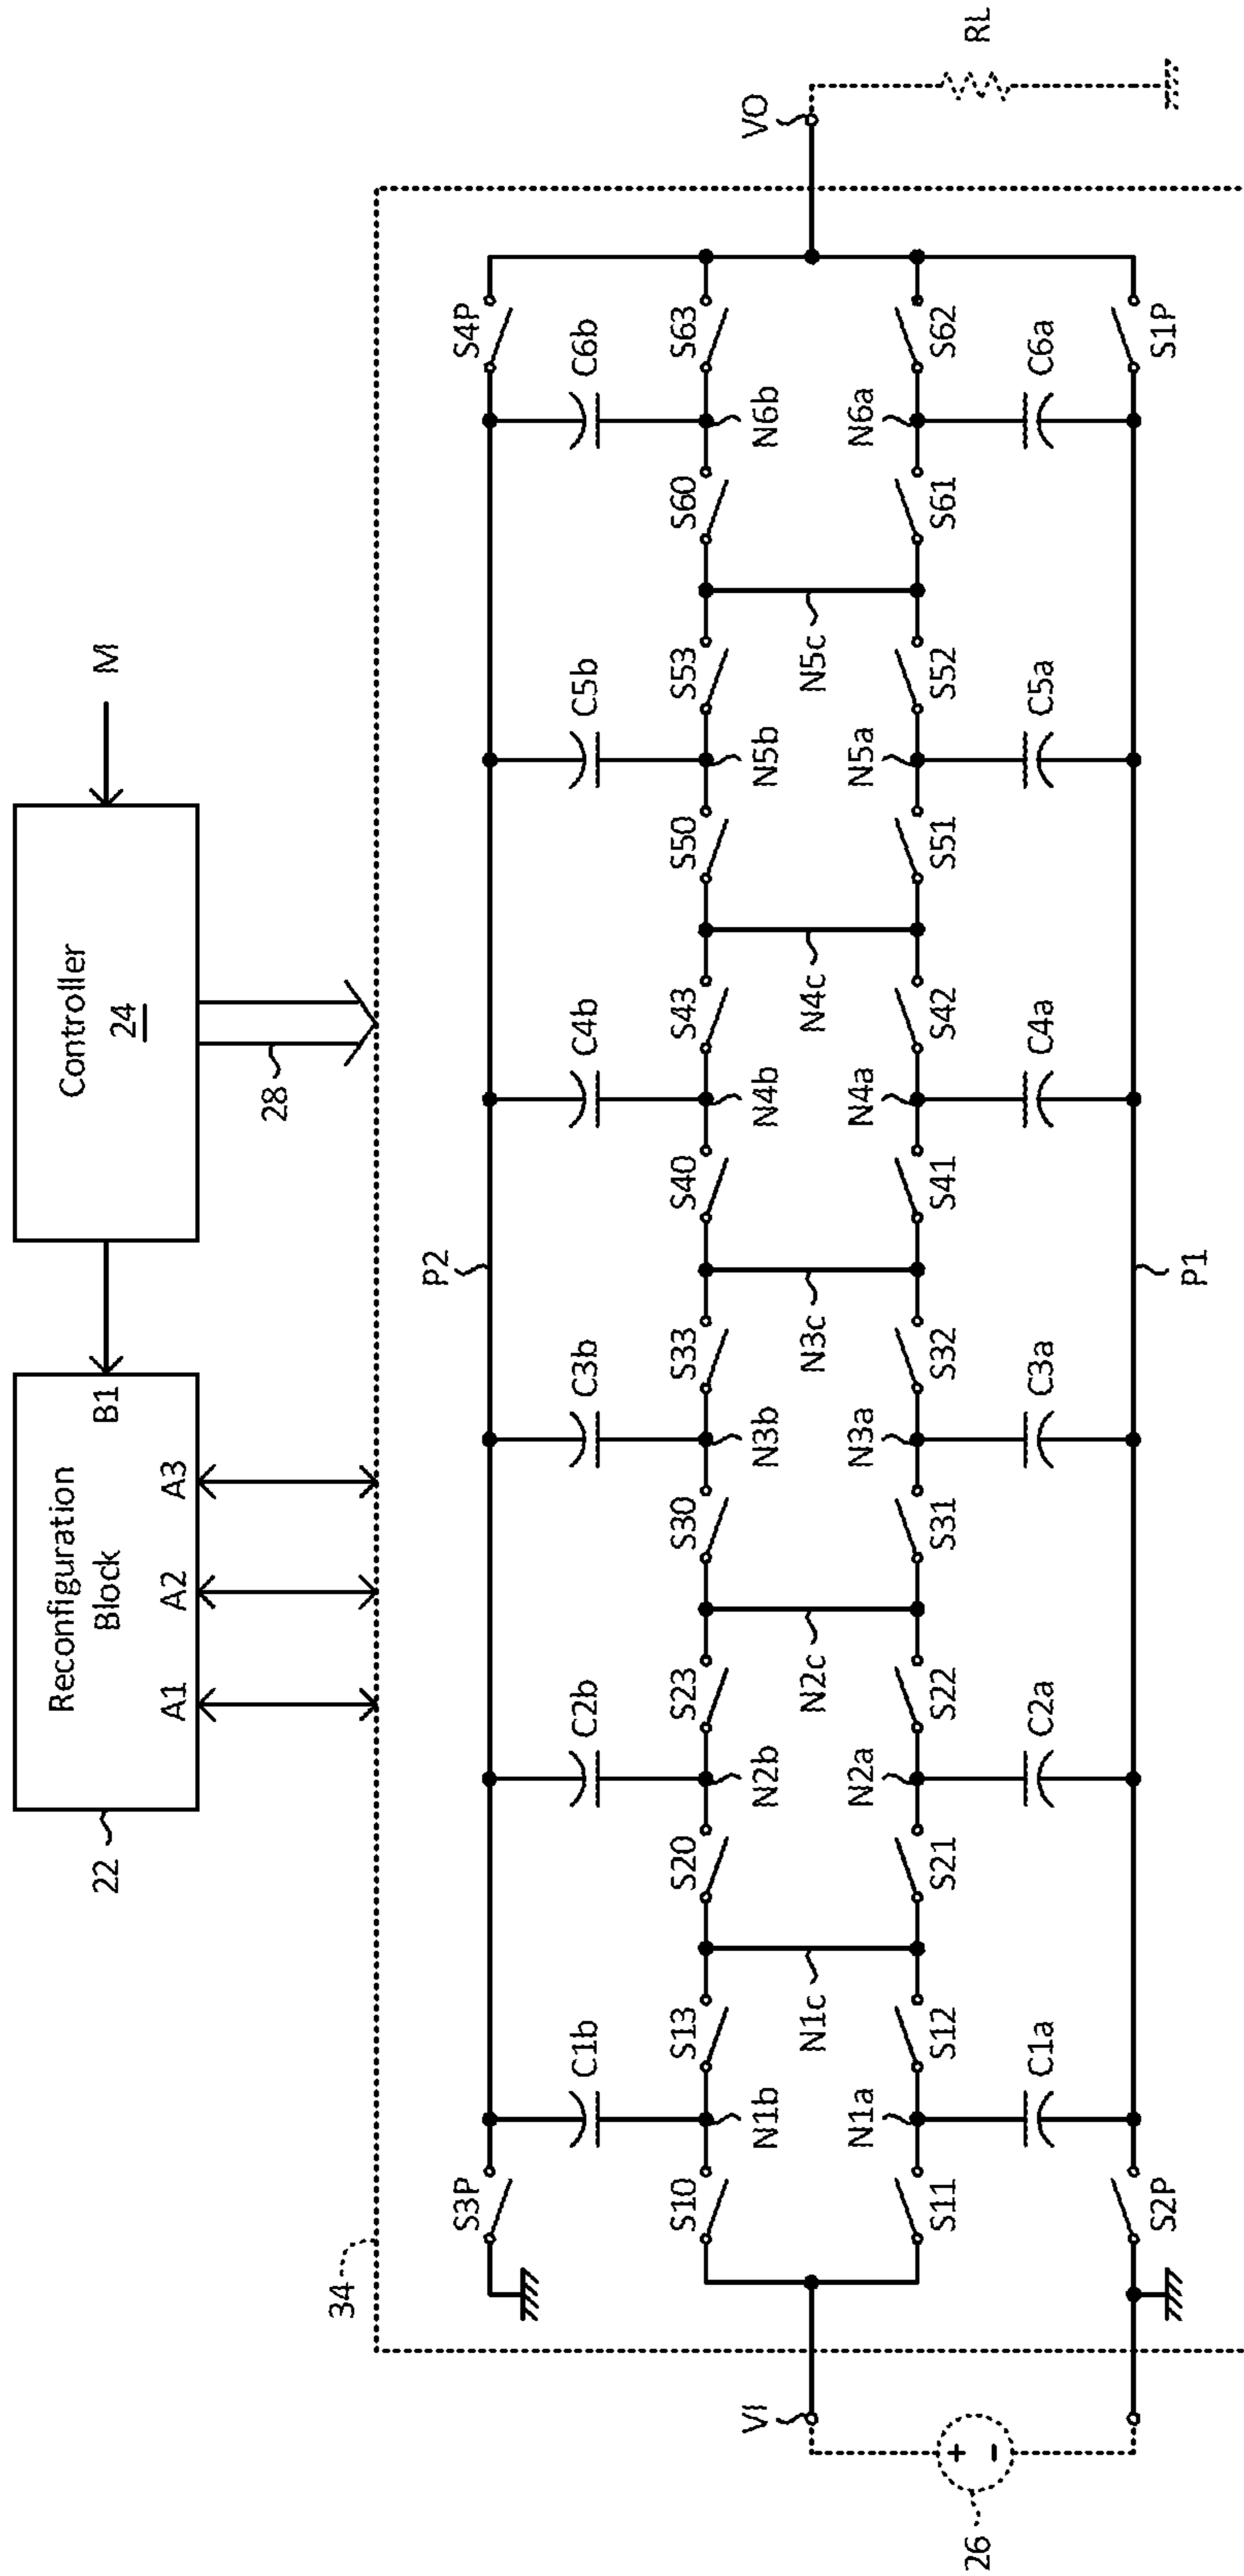 Reconfiguration
Block
A1
A2
A3
B1
22
Controller
24
M
28
34
S3P
P2
S4P
C1b
C2b
C3b
C4b
C5b
C6b
S10
S13
S20
S23
S30
S33
S40
S43
S50
S53
S60
S63
N1b
N2b
N3b
N4b
N5b
N6b
VI
N1c
N2c
N3c
N4c
N5c
VO
26
+
-
N1a
N2a
N3a
N4a
N5a
N6a
RL
S11
S12
S21
S22
S31
S32
S41
S42
S51
S52
S61
S62
C1a
C2a
C3a
C4a
C5a
C6a
S2P
P1
S1P